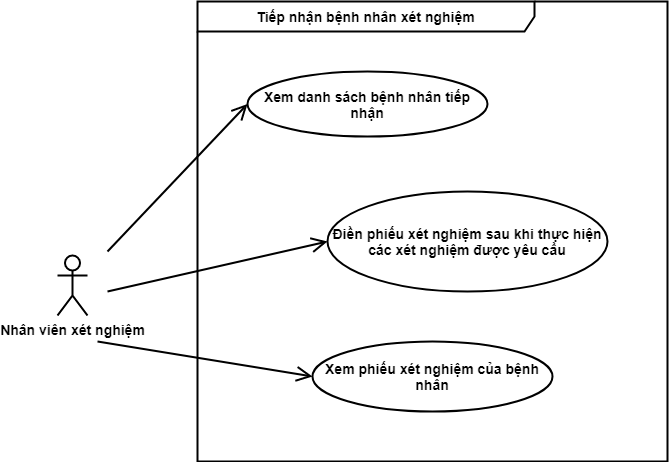 Tiếp nhận bệnh nhân xét nghiệm
Xem danh sách bệnh nhân tiếp
nhận
Điền phiếu xét nghiệm sau khi thực hiện
các xét nghiệm được yêu cầu
Nhân viên xét nghiệm
Xem phiếu xét nghiệm của bệnh
nhân